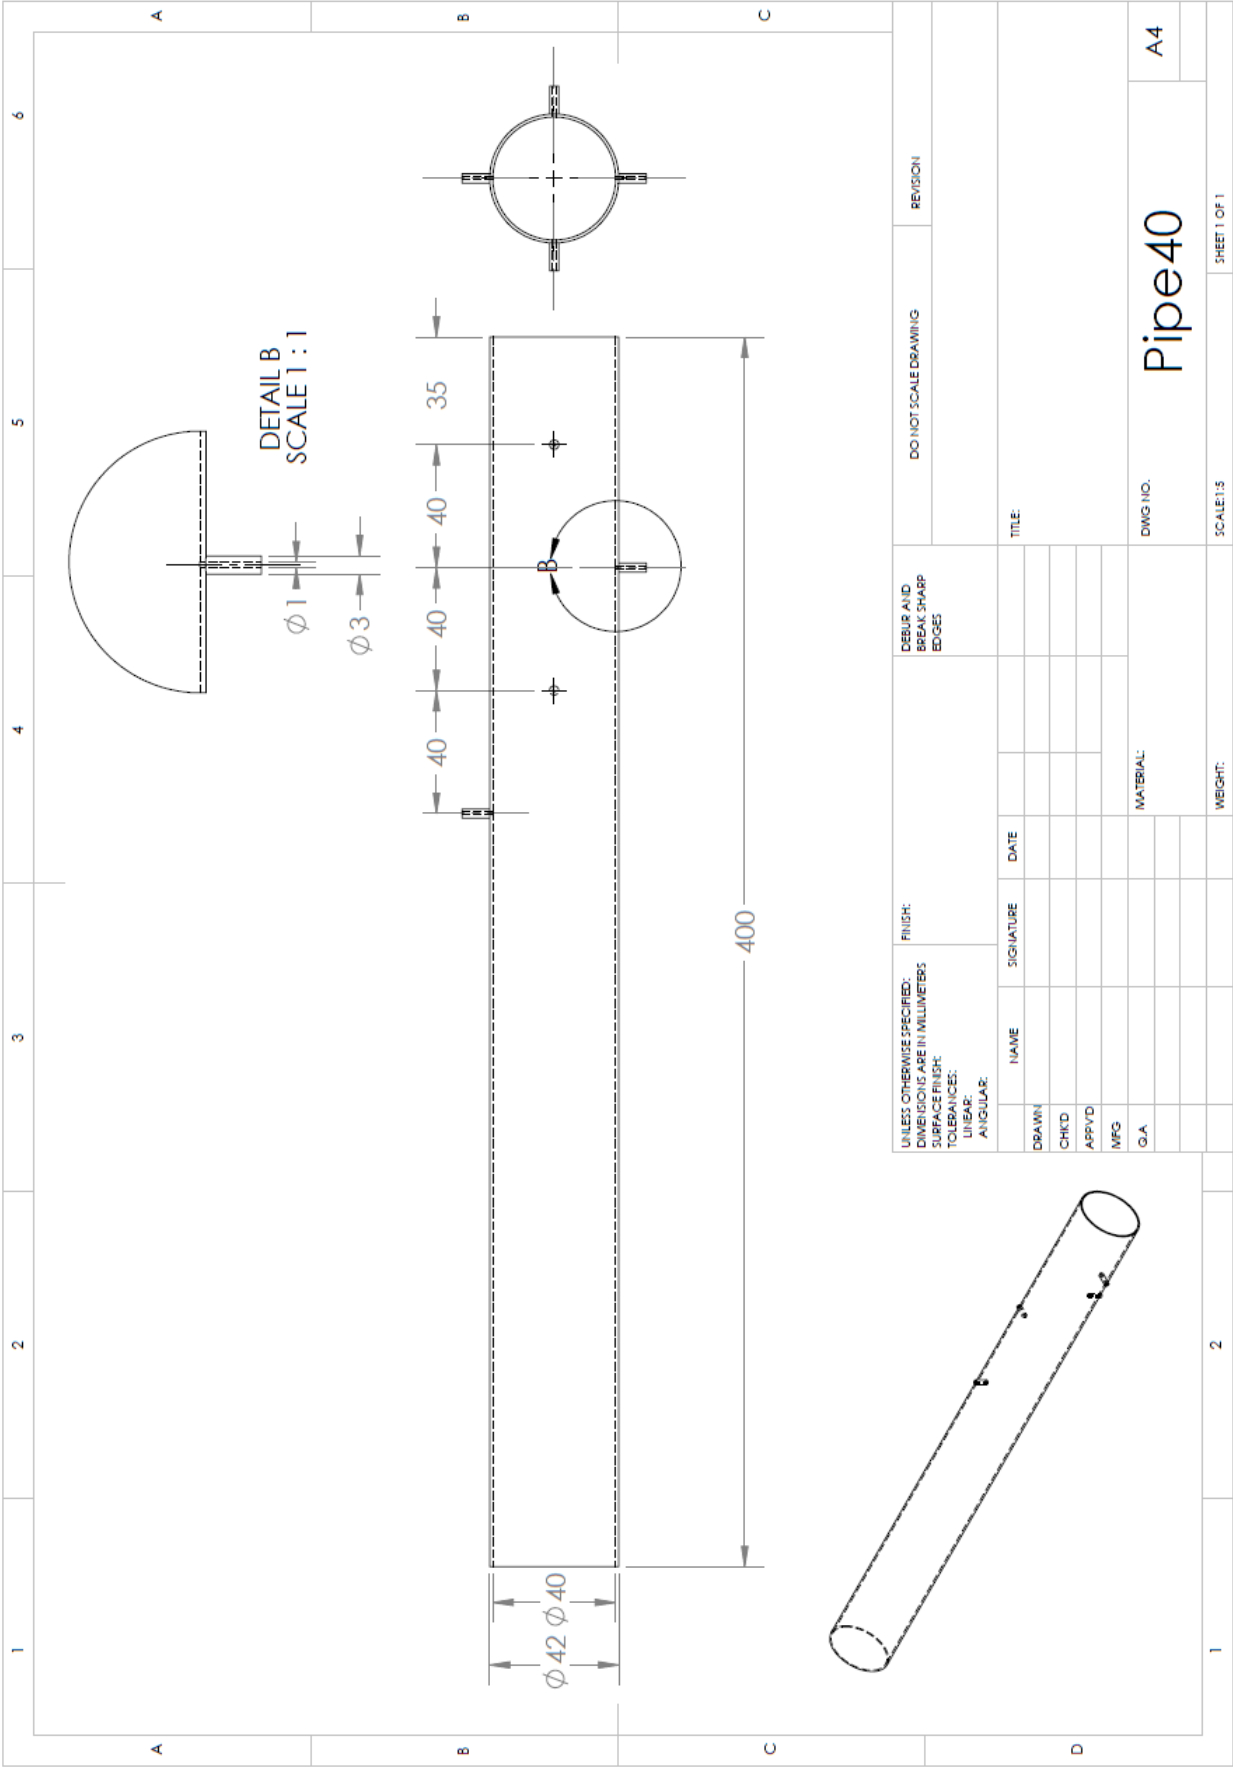 1
2
3
4
5
6
A
B
C
DETAIL B
SCALE 1 : 1
∅1
∅3
40
40
40
35
B
∅42
∅40
400
UNLESS OTHERWISE SPECIFIED:
DIMENSIONS ARE IN MILLIMETERS
SURFACE FINISH:
TOLERANCES:
LINEAR:
ANGULAR:
FINISH:
DEBUR AND
BREAK SHARP
EDGES
DO NOT SCALE DRAWING
REVISION
NAME
SIGNATURE
DATE
TITLE:
DRAWN
CHK'D
APPV'D
MFG
Q.A
MATERIAL:
DWG NO.
Pipe40
A4
WEIGHT:
SCALE:1:5
SHEET 1 OF 1
A
B
C
D
1
2